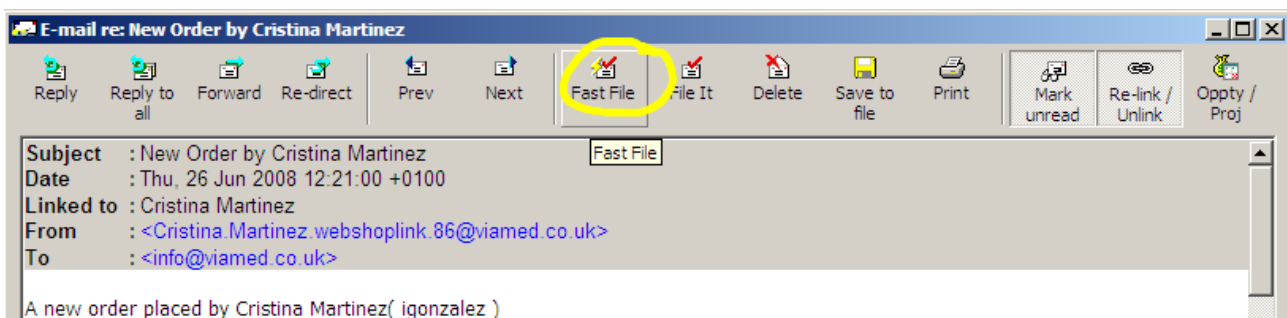 E-mail re: New Order by Cristina Martinez
Reply Reply to all Forward Re-direct Prev Next Fast File File It Delete Save to file Print Mark unread Re-link / Unlink Oppty / Proj
Fast File
Subject : New Order by Cristina Martinez
Date : Thu, 26 Jun 2008 12:21:00 +0100
Linked to : Cristina Martinez
From : <Cristina.Martinez.webshoplink.86@viamed.co.uk>
To : <info@viamed.co.uk>
A new order placed by Cristina Martinez( igonzalez )